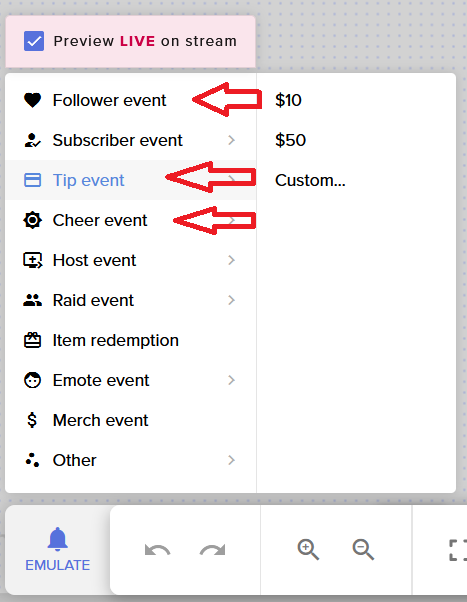 Preview LIVE on stream
Follower event
$10
Subscriber event
$50
Tip event
Custom...
Cheer event
Host event
Raid event
Item redemption
Emote event
Merch event
Other
EMULATE